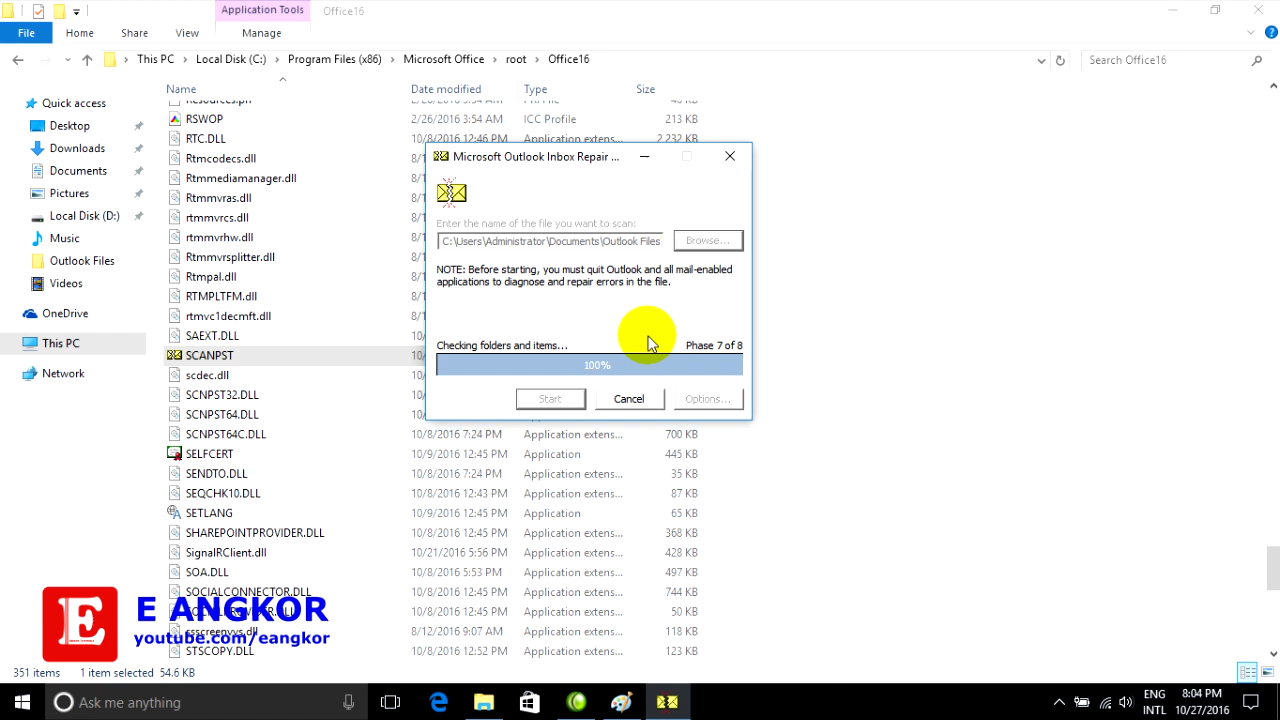 Application Tools
Office16
File
Home
Share
View
Manage
This PC
Local Disk (C:)
Program Files (x86)
Microsoft Office
root
Office16
Search Office16
Quick access
Desktop
Downloads
Documents
Pictures
Local Disk (D:)
Music
Outlook Files
Videos
OneDrive
This PC
Network
Name
Date modified
Type
Size
RSWOP
2/26/2016 3:54 AM
ICC Profile
213 KB
RTC.DLL
10/8/2016 12:46 PM
Application extens...
2,232 KB
Rtmcodecs.dll
Rtmmediamanager.dll
Rtmmvras.dll
rtmmvrcs.dll
rtmmvrhw.dll
Rtmmvrsplitter.dll
Rtmpal.dll
RTMPLTFM.dll
rtmvc1decmft.dll
SAEXT.DLL
SCANPST
scdec.dll
SCNPST32.DLL
SCNPST64.DLL
SCNPST64C.DLL
10/8/2016 7:24 PM
Application extens...
700 KB
SELFCERT
10/9/2016 12:45 PM
Application
445 KB
SENDTO.DLL
10/8/2016 7:24 PM
Application extens...
35 KB
SEQCHK10.DLL
10/8/2016 12:43 PM
Application extens...
87 KB
SETLANG
10/8/2016 12:45 PM
Application
65 KB
SHAREPOINTPROVIDER.DLL
10/8/2016 12:45 PM
Application extens...
368 KB
SignalRClient.dll
10/21/2016 5:56 PM
Application extens...
428 KB
SOA.DLL
10/8/2016 5:53 PM
Application extens...
497 KB
SOCIALCONNECTOR.DLL
10/8/2016 12:45 PM
Application extens...
744 KB
10/8/2016 12:45 PM
Application extens...
50 KB
8/12/2016 9:07 AM
Application extens...
118 KB
STSCOPY.DLL
10/8/2016 12:52 PM
Application extens...
123 KB
Microsoft Outlook Inbox Repair ...
Enter the name of the file you want to scan:
C:\Users\Administrator\Documents\Outlook Files
Browse...
NOTE: Before starting, you must quit Outlook and all mail-enabled
applications to diagnose and repair errors in the file.
Checking folders and items...
Phase 7 of 8
100%
Start
Cancel
Options...
E
E ANGKOR
youtube.com/eangkor
351 items
1 item selected 54.6 KB
Ask me anything
ENG
INTL
8:04 PM
10/27/2016